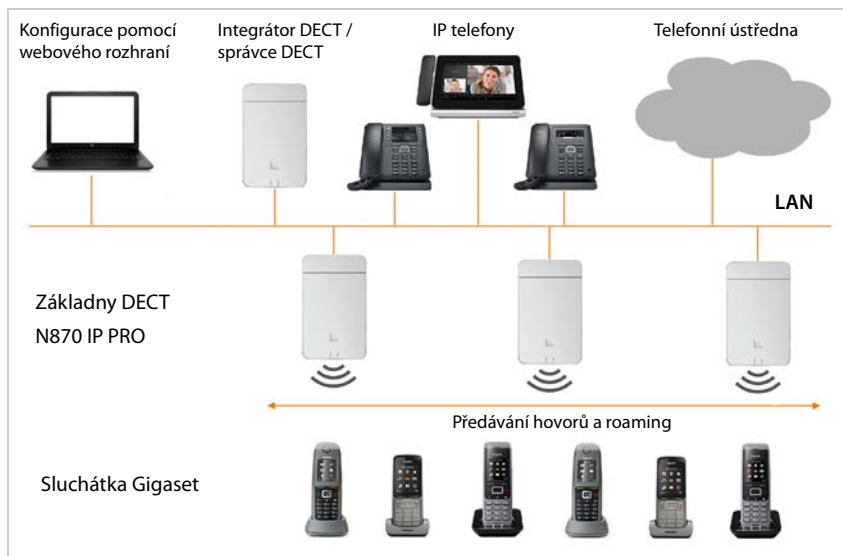 Konfigurace pomocí
webového rozhraní
Integrátor DECT /
správce DECT
IP telefony
Telefonní ústředna
LAN
Základny DECT
N870 IP PRO
Předávání hovorů a roaming
Sluchátka Gigaset